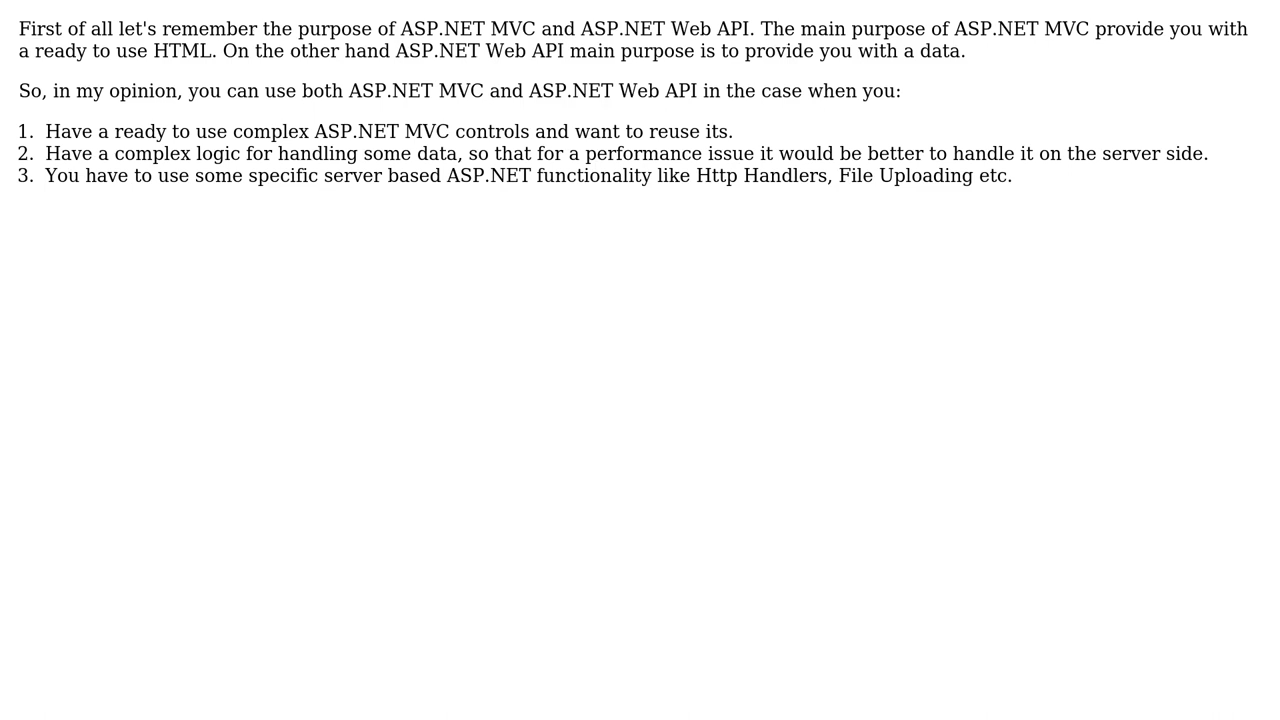 First of all let's remember the purpose of ASP.NET MVC and ASP.NET Web API. The main purpose of ASP.NET MVC provide you with
a ready to use HTML. On the other hand ASP.NET Web API main purpose is to provide you with a data.
So, in my opinion, you can use both ASP.NET MVC and ASP.NET Web API in the case when you:
1. Have a ready to use complex ASP.NET MVC controls and want to reuse its.
2. Have a complex logic for handling some data, so that for a performance issue it would be better to handle it on the server side.
3. You have to use some specific server based ASP.NET functionality like Http Handlers, File Uploading etc.